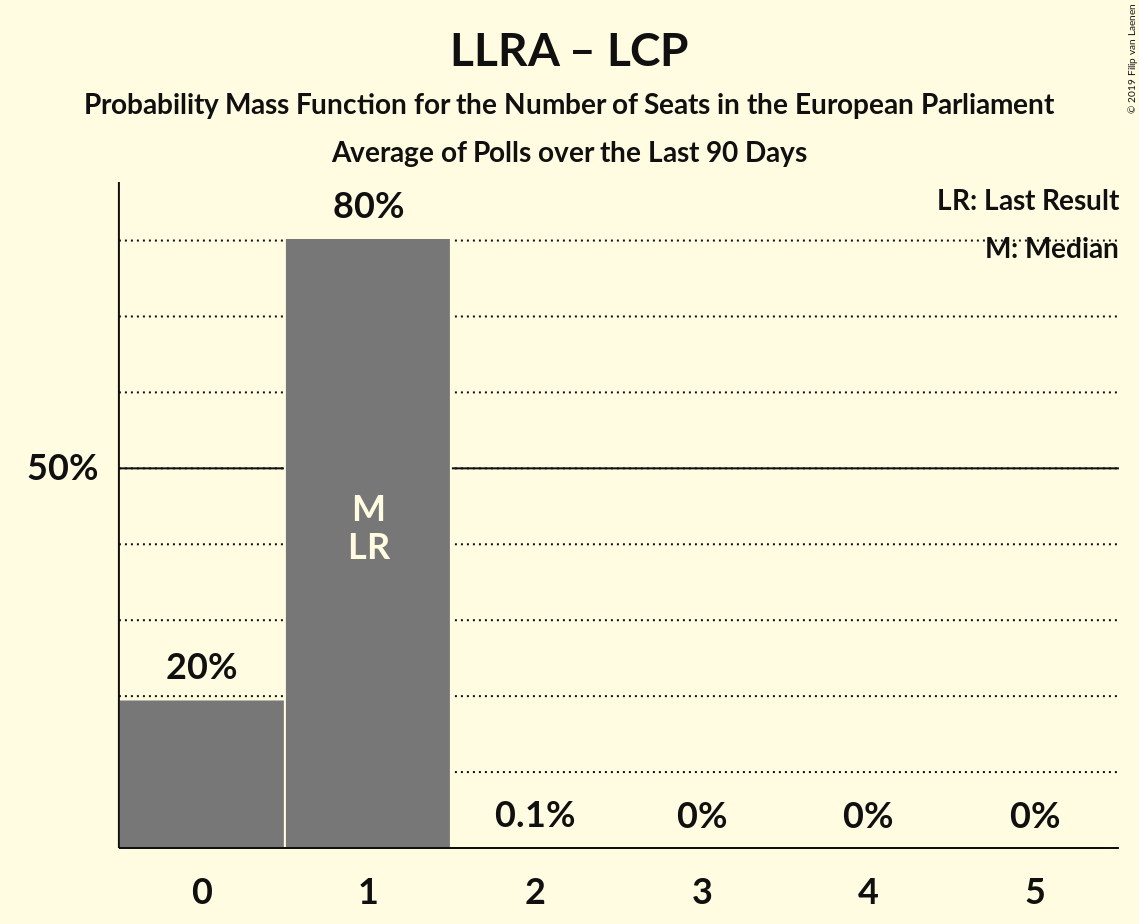 LLRA – LCP
Probability Mass Function for the Number of Seats in the European Parliament
Average of Polls over the Last 90 Days
© 2019 Filip van Laenen
LR: Last Result
M: Median
80%
50%
M
LR
20%
0.1%
0%
0%
0%
0
1
2
3
4
5